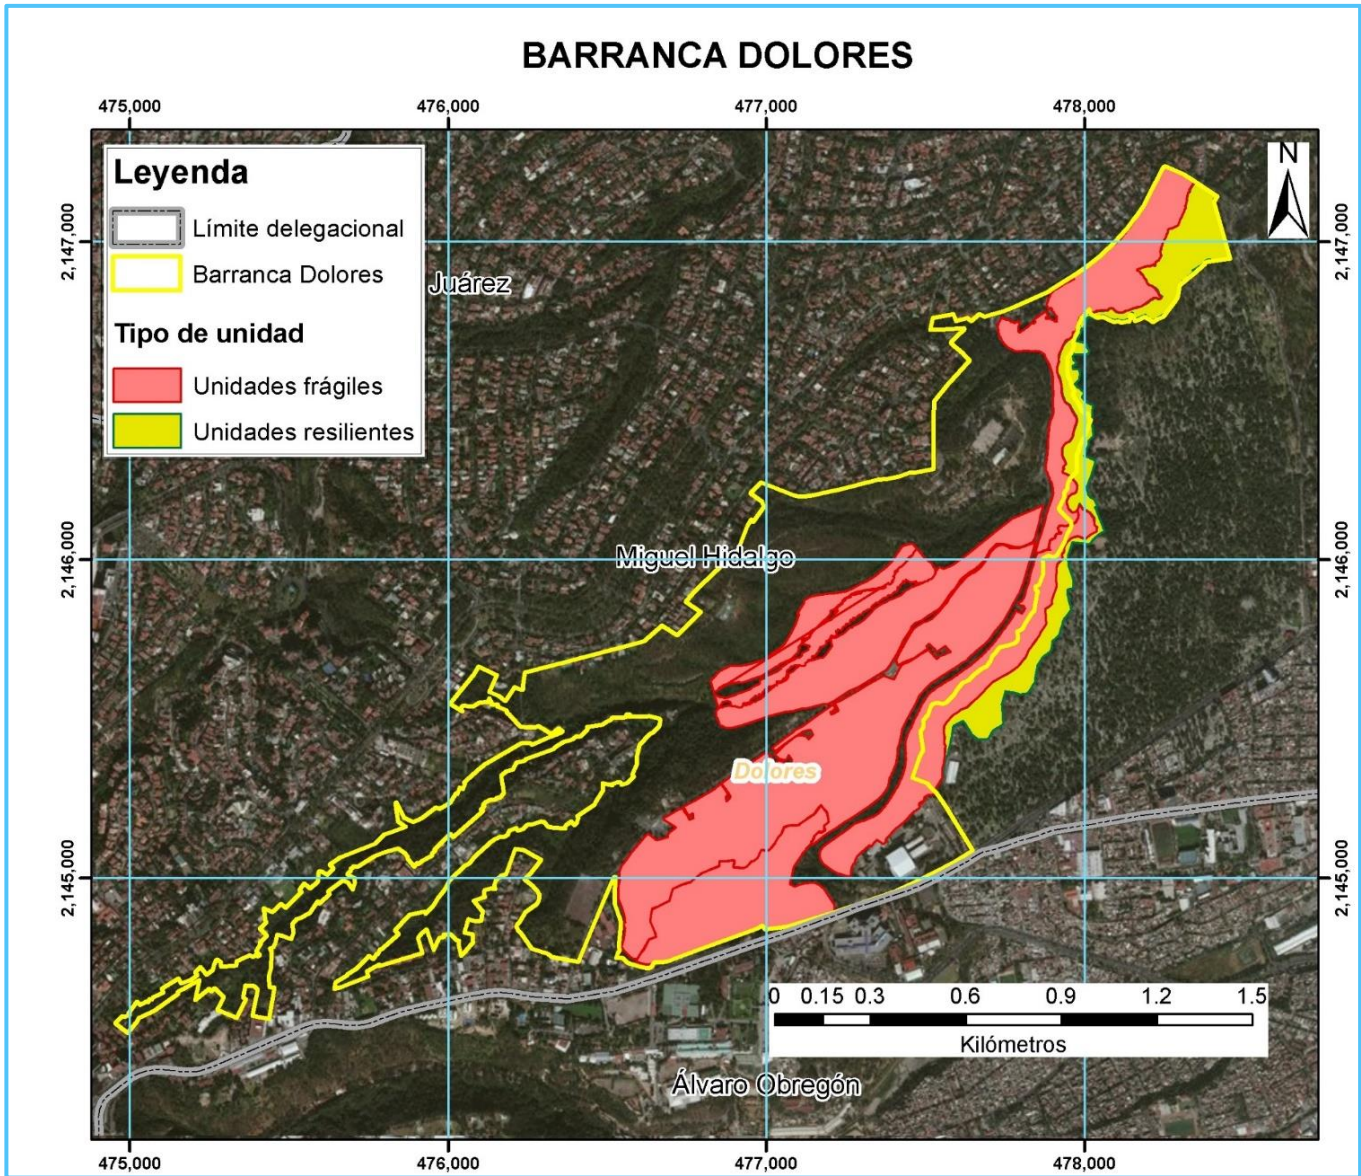 BARRANCA DOLORES
475,000 476,000 477,000 478,000
Leyenda
Límite delegacional
Barranca Dolores
Tipo de unidad
Unidades frágiles
Unidades resilientes
N
2,147,000 2,147,000
Juárez
2,146,000 2,146,000
Miguel Hidalgo
Dolores
2,145,000 2,145,000
0 0.15 0.3 0.6 0.9 1.2 1.5
Kilómetros
Álvaro Obregón
475,000 476,000 477,000 478,000